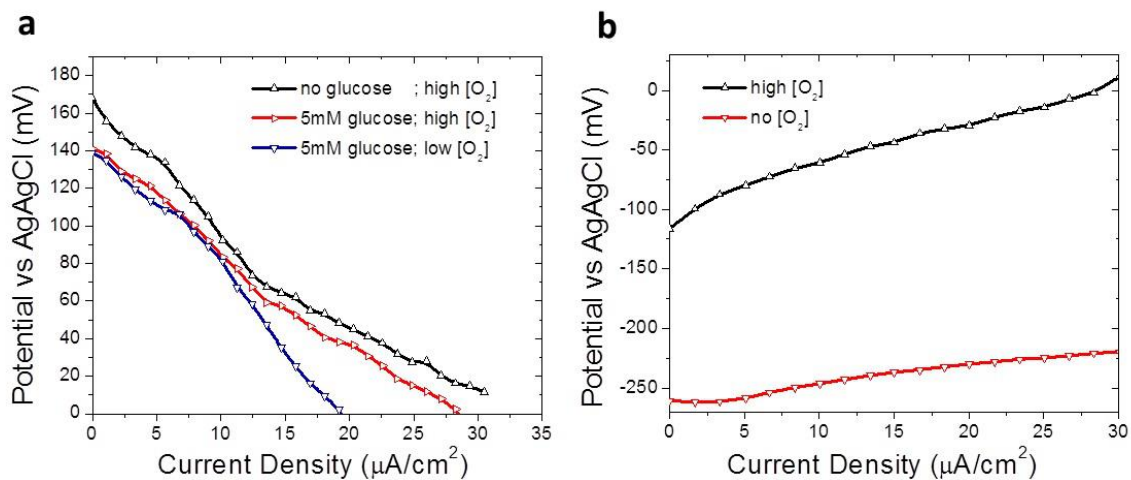 a
Potential vs AgAgCl (mV)
180
160
140
120
100
80
60
40
20
0
no glucose ; high [O₂]
5mM glucose; high [O₂]
5mM glucose; low [O₂]
0 5 10 15 20 25 30 35
Current Density (µA/cm²)
b
Potential vs AgAgCl (mV)
0
-50
-100
-150
-200
-250
high [O₂]
no [O₂]
0 5 10 15 20 25 30
Current Density (µA/cm²)